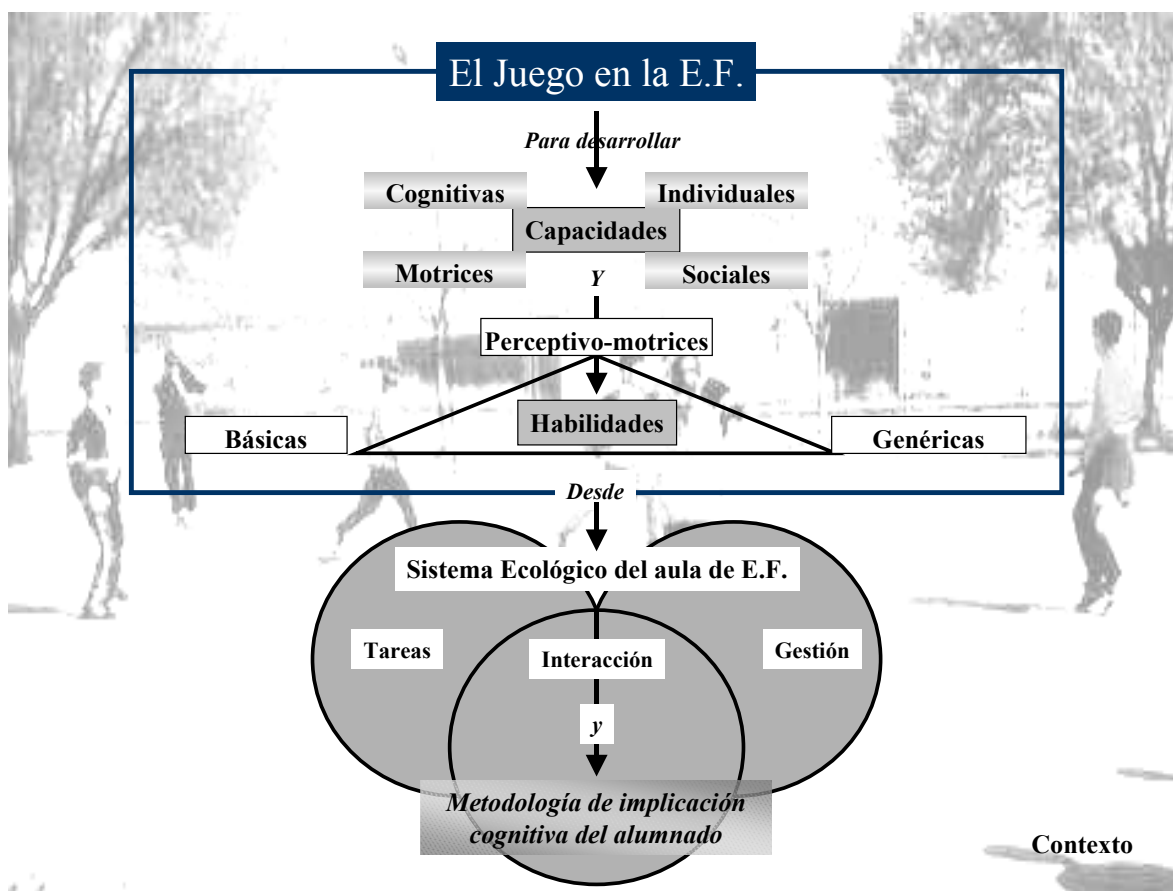 El Juego en la E.F.
Para desarrollar
Cognitivas
Individuales
Capacidades
Motrices
Sociales
Y
Perceptivo-motrices
Habilidades
Básicas
Genéricas
Desde
Sistema Ecológico del aula de E.F.
Tareas
Interacción
Gestión
y
Metodología de implicación
cognitiva del alumnado
Contexto